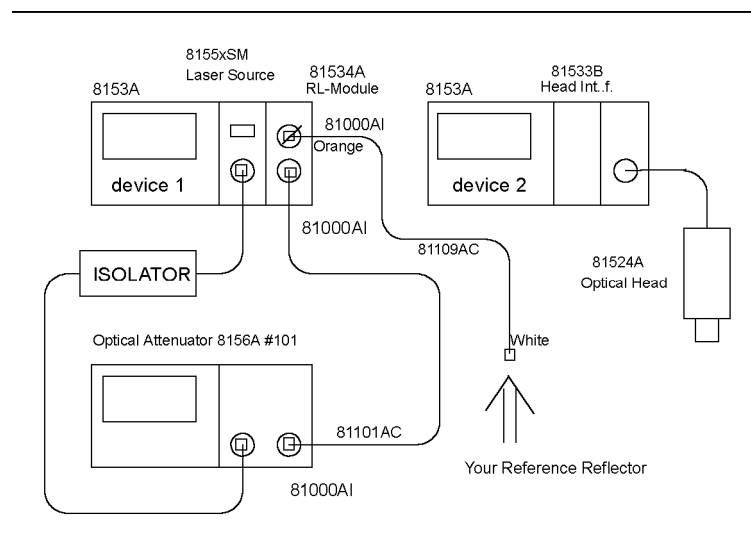 8155xSM
Laser Source
81534A
RL-Module
81533B
Head Int..f.
8153A
8153A
81000AI
Orange
device 1
device 2
81000AI
81109AC
ISOLATOR
81524A
Optical Head
Optical Attenuator 8156A #101
White
81101AC
Your Reference Reflector
81000AI